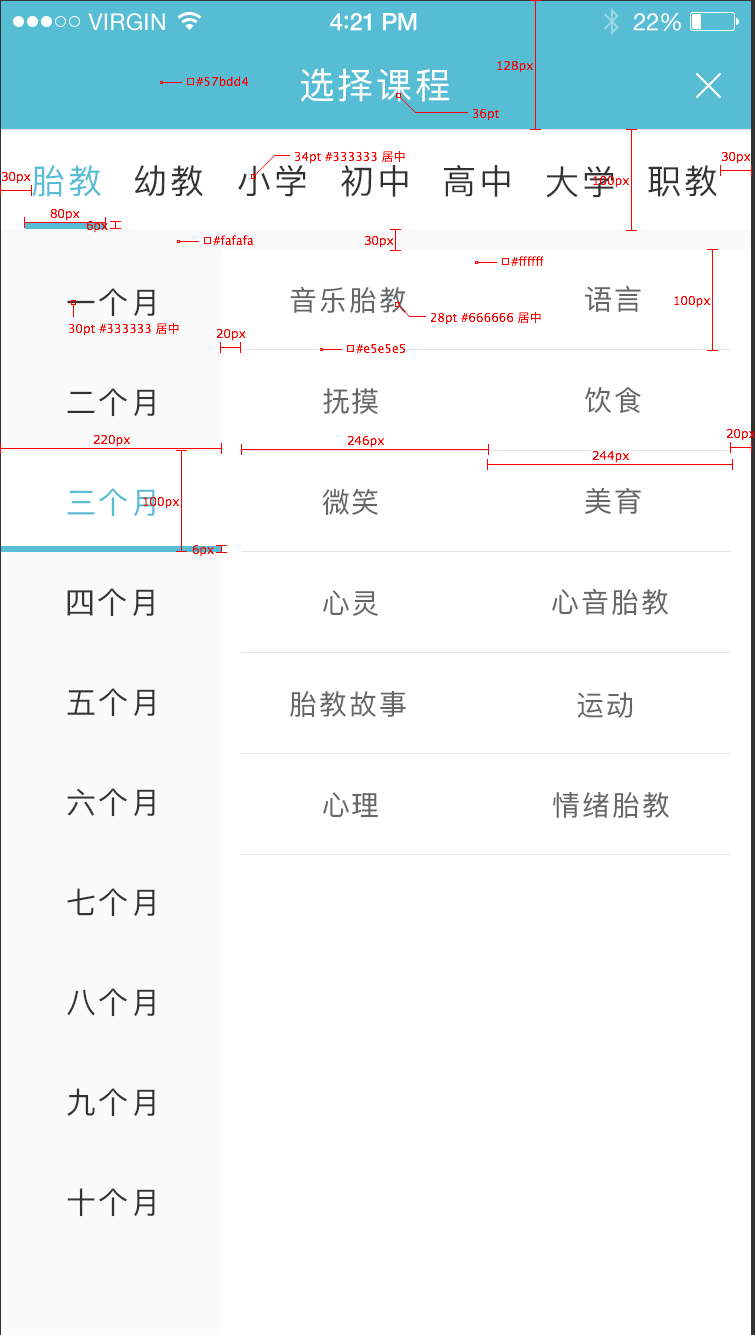 VIRGIN 4:21 PM 22%
128px
#57bdd4 选择课程
36pt
34pt #333333 居中 30px
30px 胎教 幼教 小学 初中 高中 大学 职教
100px
80px
6px
#fafafa 30px
#ffffff
一个月 音乐胎教 语言 100px
30pt #333333 居中 28pt #666666 居中
20px
#e5e5e5
二个月 抚摸 饮食
220px 246px 20px
244px
三个月 100px 微笑 美育
6px
四个月 心灵 心音胎教
五个月 胎教故事 运动
六个月 心理 情绪胎教
七个月
八个月
九个月
十个月